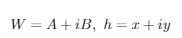 W = A + iB, h = x + iy